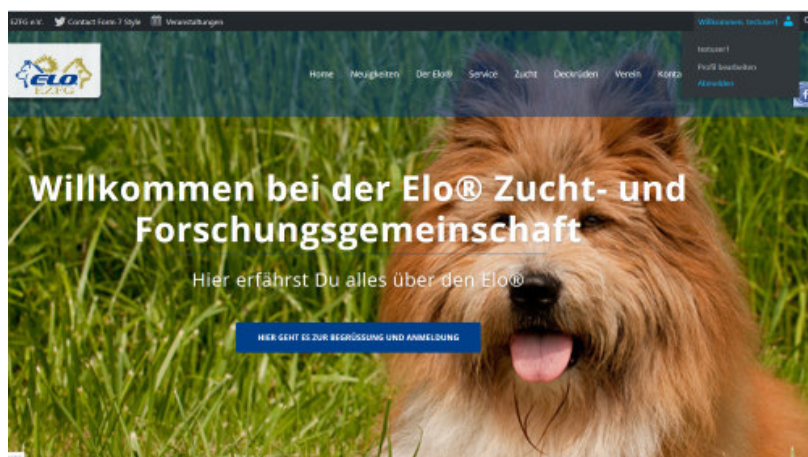 EZFG e.V. Contact Form 7 Style Veranstaltungen Willkommen, testuser1
testuser1
Profil bearbeiten
Abmelden
ELO
EZFG
Home Neuigkeiten Der Elo® Service Zucht Deckrüden Verein Konta
Willkommen bei der Elo® Zucht- und
Forschungsgemeinschaft
Hier erfährst Du alles über den Elo®
HIER GEHT ES ZUR BEGRÜSSUNG UND ANMELDUNG